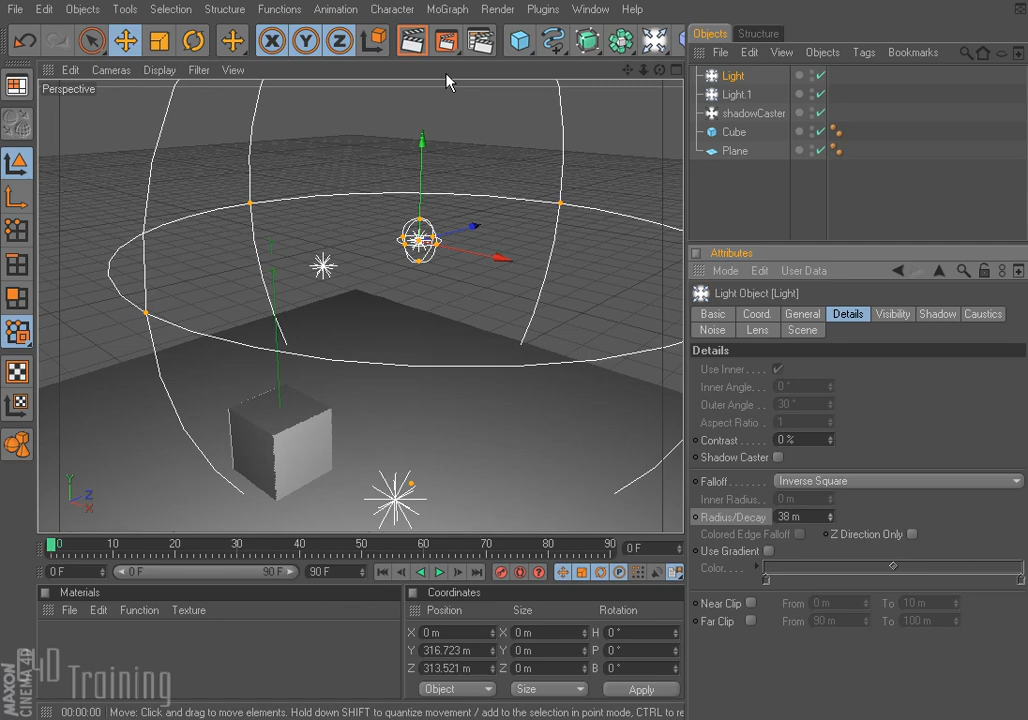 File Edit Objects Tools Selection Structure Functions Animation Character MoGraph Render Plugins Window Help
Objects Structure
File Edit View Objects Tags Bookmarks
Edit Cameras Display Filter View
Perspective
Light
Light.1
shadowCaster
Cube
Plane
Attributes
Mode Edit User Data
Light Object [Light]
Basic Coord. General Details Visibility Shadow Caustics
Noise Lens Scene
Details
Use Inner . . . .
Inner Angle. . . 0 °
Outer Angle . . 30 °
Aspect Ratio . 1
Contrast . . . . . 0 %
Shadow Caster
Falloff. . . . . . Inverse Square
Inner Radius. . 0 m
Radius/Decay 38 m
Colored Edge Falloff Z Direction Only
Use Gradient
Color. . .
Near Clip From 0 m To 10 m
Far Clip . From 90 m To 100 m
Y
Z
X
0 10 20 30 40 50 60 70 80 90 0 F
0 F 0 F 90 F 90 F
Materials
File Edit Function Texture
Coordinates
Position Size Rotation
X 0 m X 0 m H 0 °
Y 316.723 m Y 0 m P 0 °
Z 313.521 m Z 0 m B 0 °
Object Size Apply
MAXON
CINEMA 4D
C4D Training
00:00:00 Move: Click and drag to move elements. Hold down SHIFT to quantize movement / add to the selection in point mode, CTRL to re